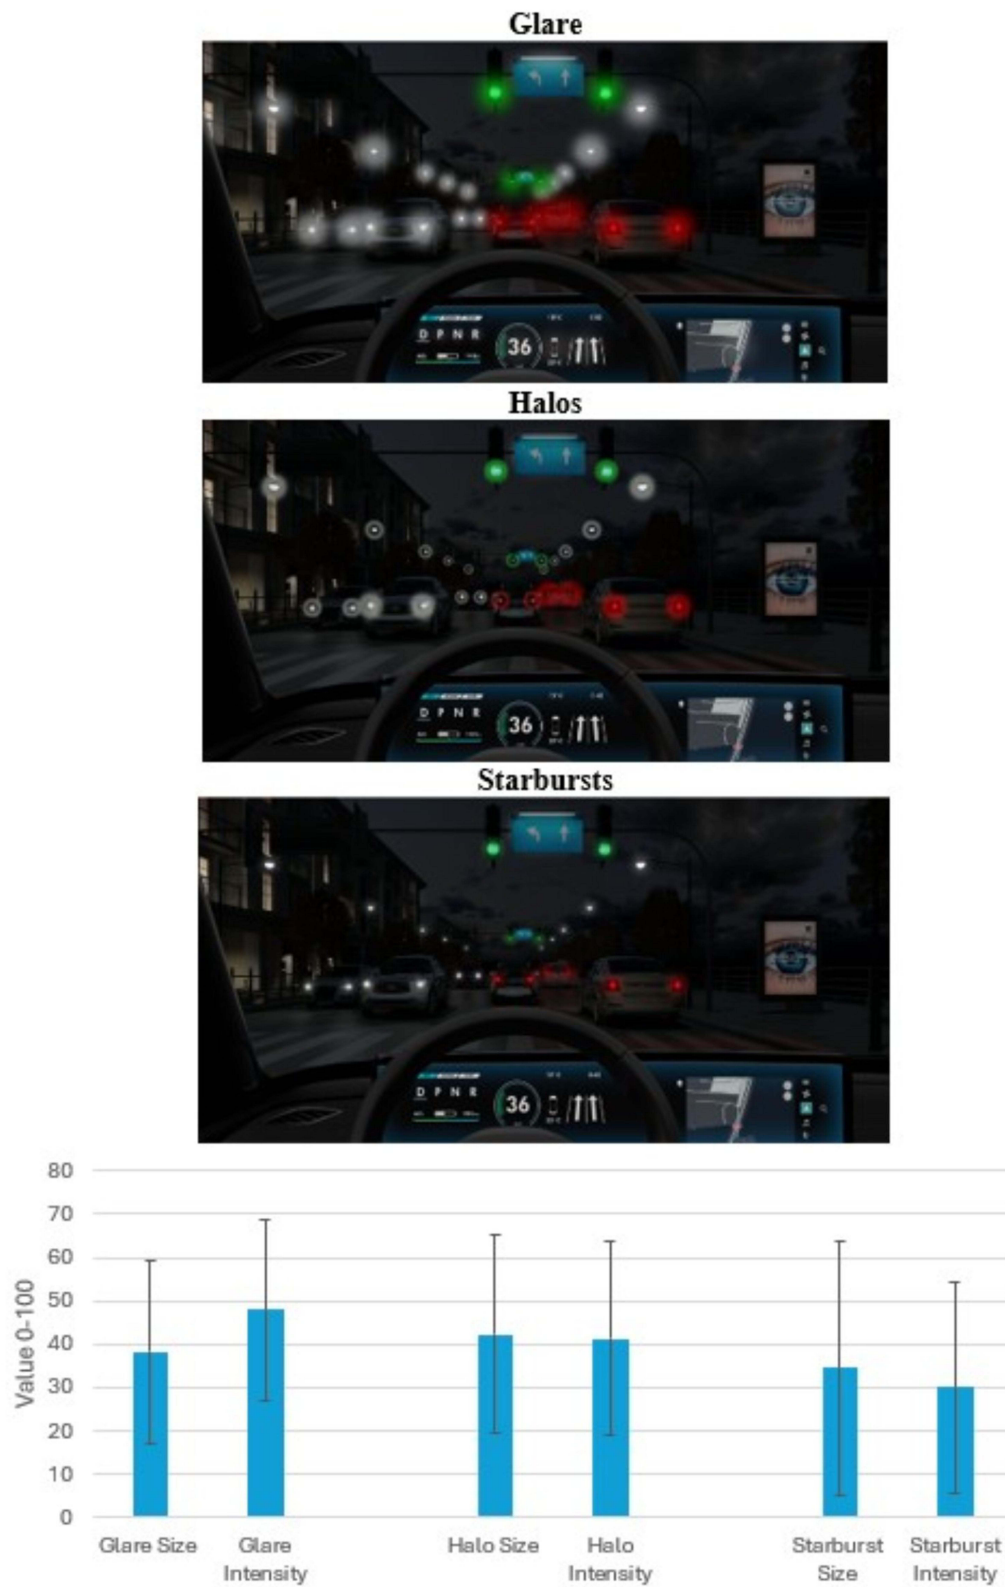 Glare
D P N R
36
Halos
D P N R
36
Starbursts
D P N R
36
80
70
60
50
40
30
20
10
0
Value 0-100
Glare Size
Glare
Intensity
Halo Size
Halo
Intensity
Starburst
Size
Starburst
Intensity